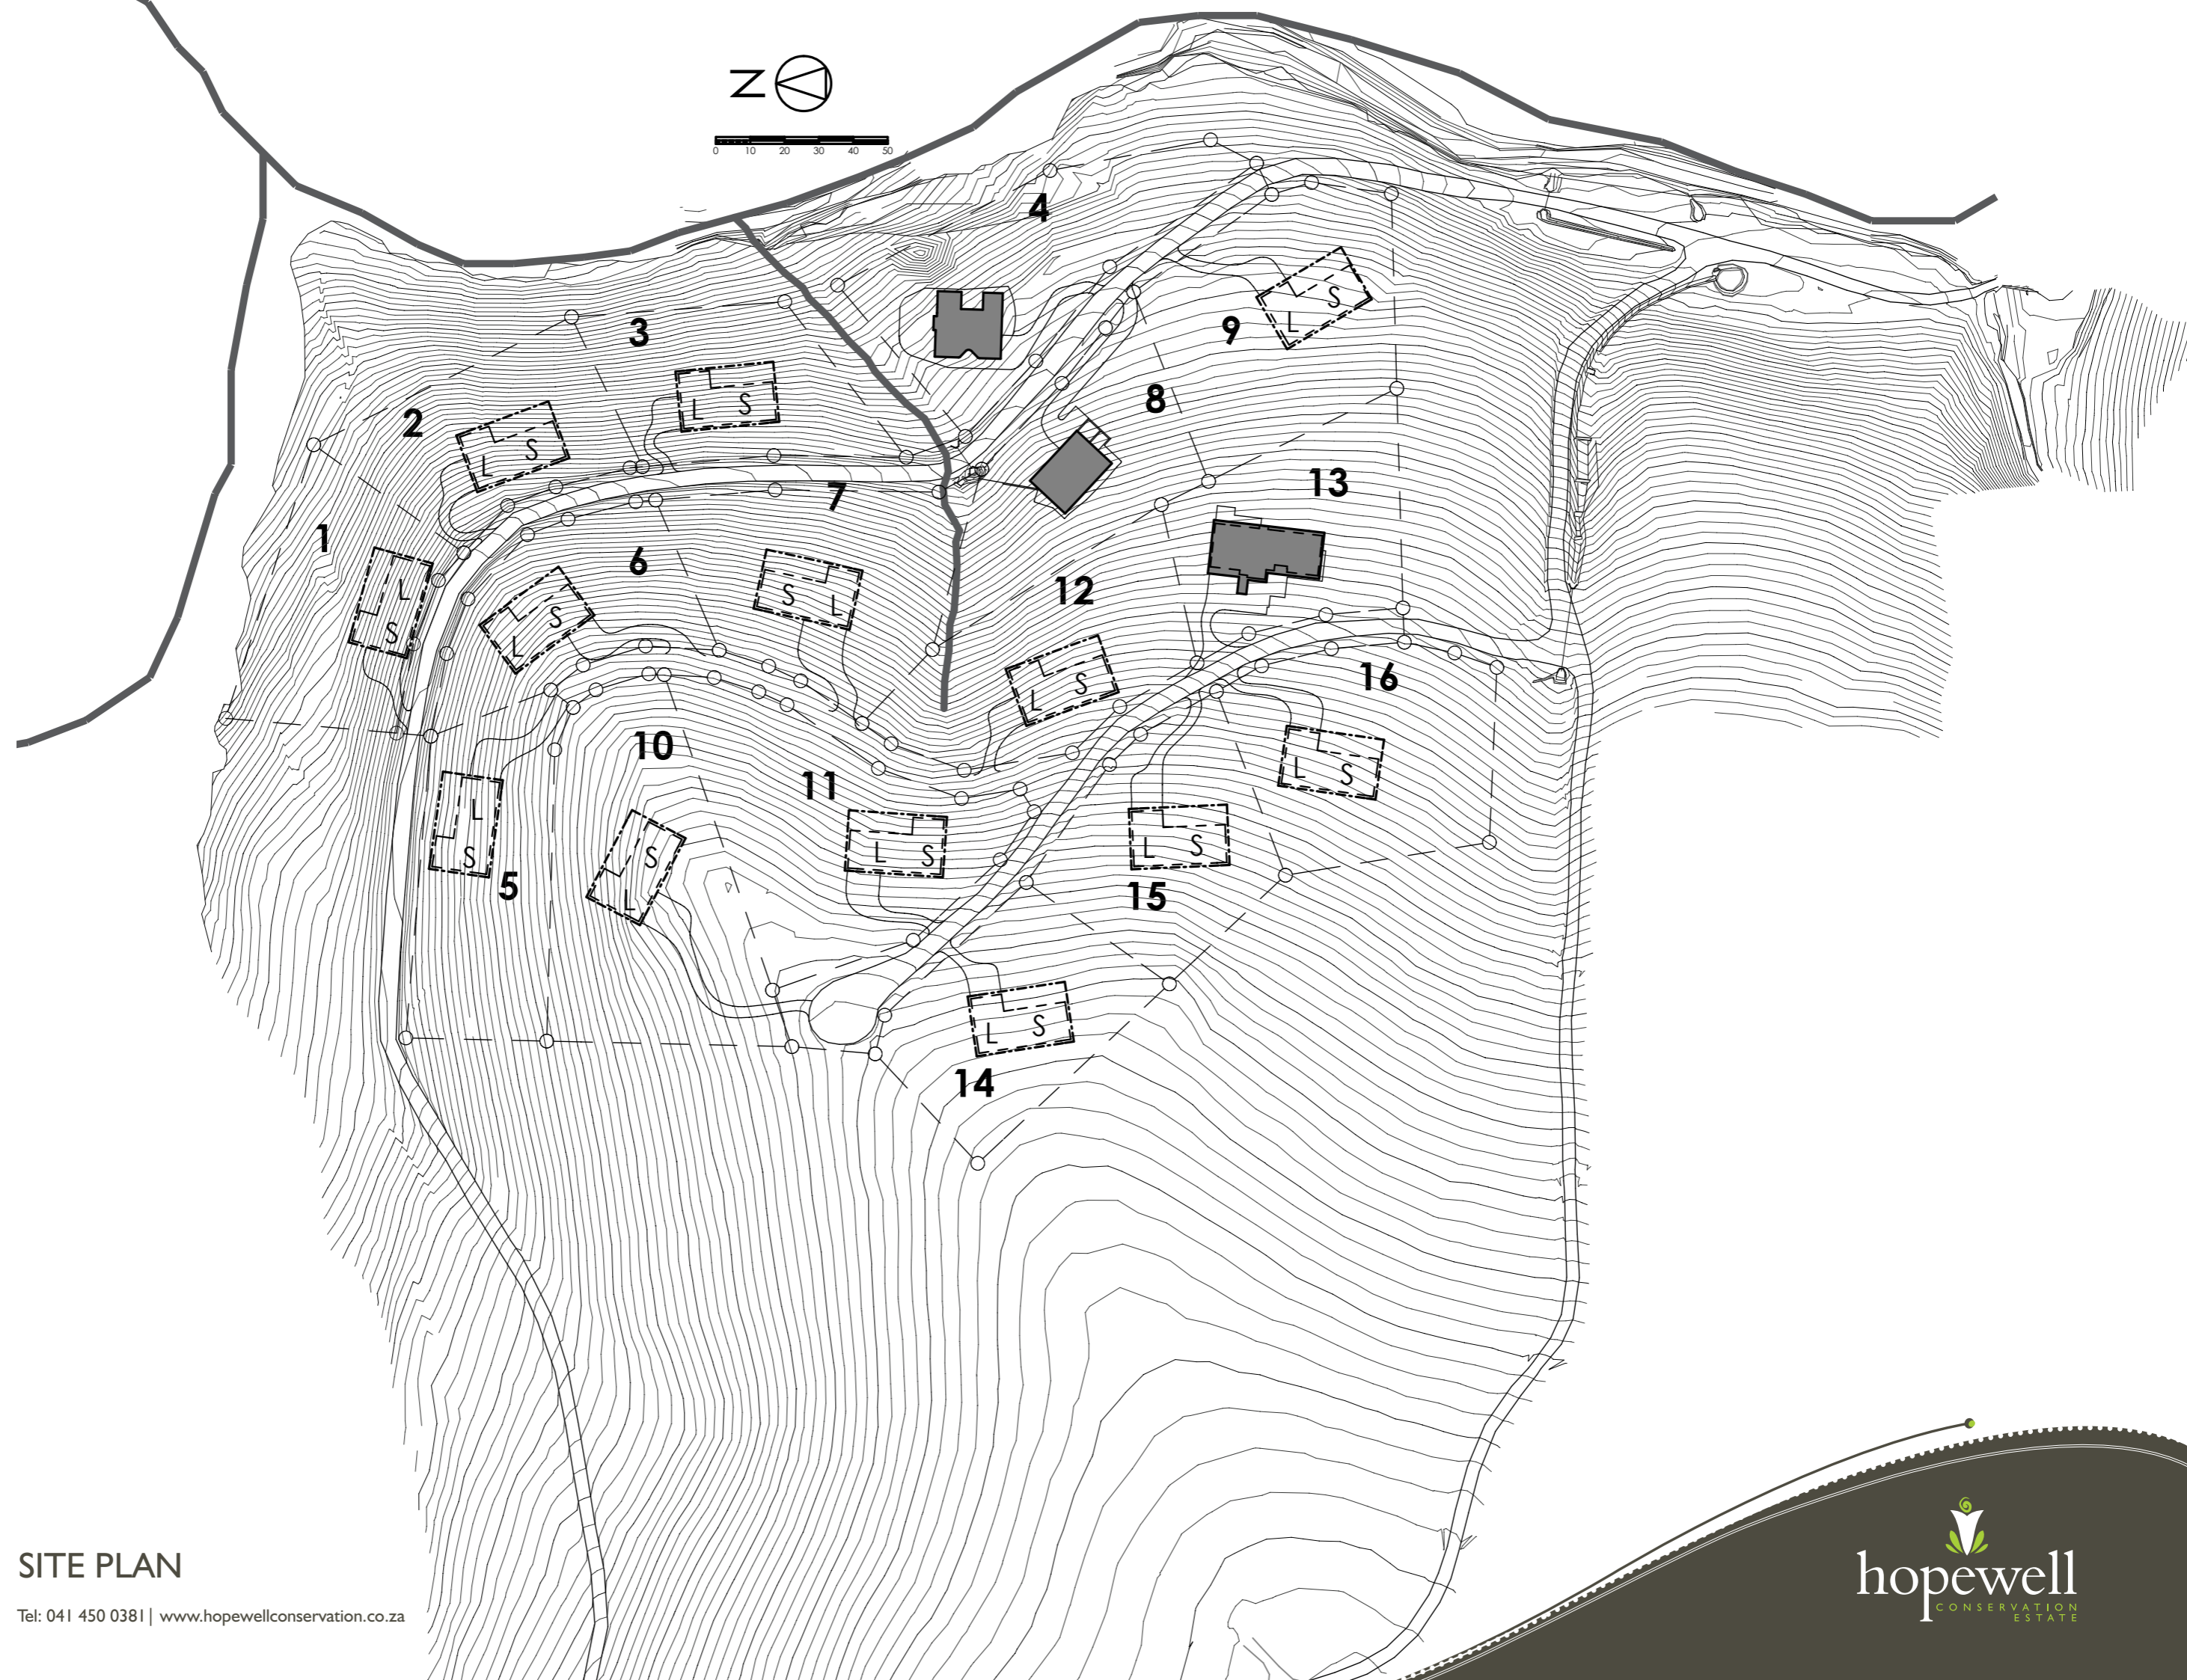 N
0 10 20 30 40 50
4
3
9
L S
2
L S
8
L S
13
7
1
6
12
L S
L S
S L
L S
16
10
11
L S
L S
L S
5
S L
L S
L S
15
L S
14
SITE PLAN
Tel: 041 450 0381 | www.hopewellconservation.co.za
hopewell
CONSERVATION
ESTATE